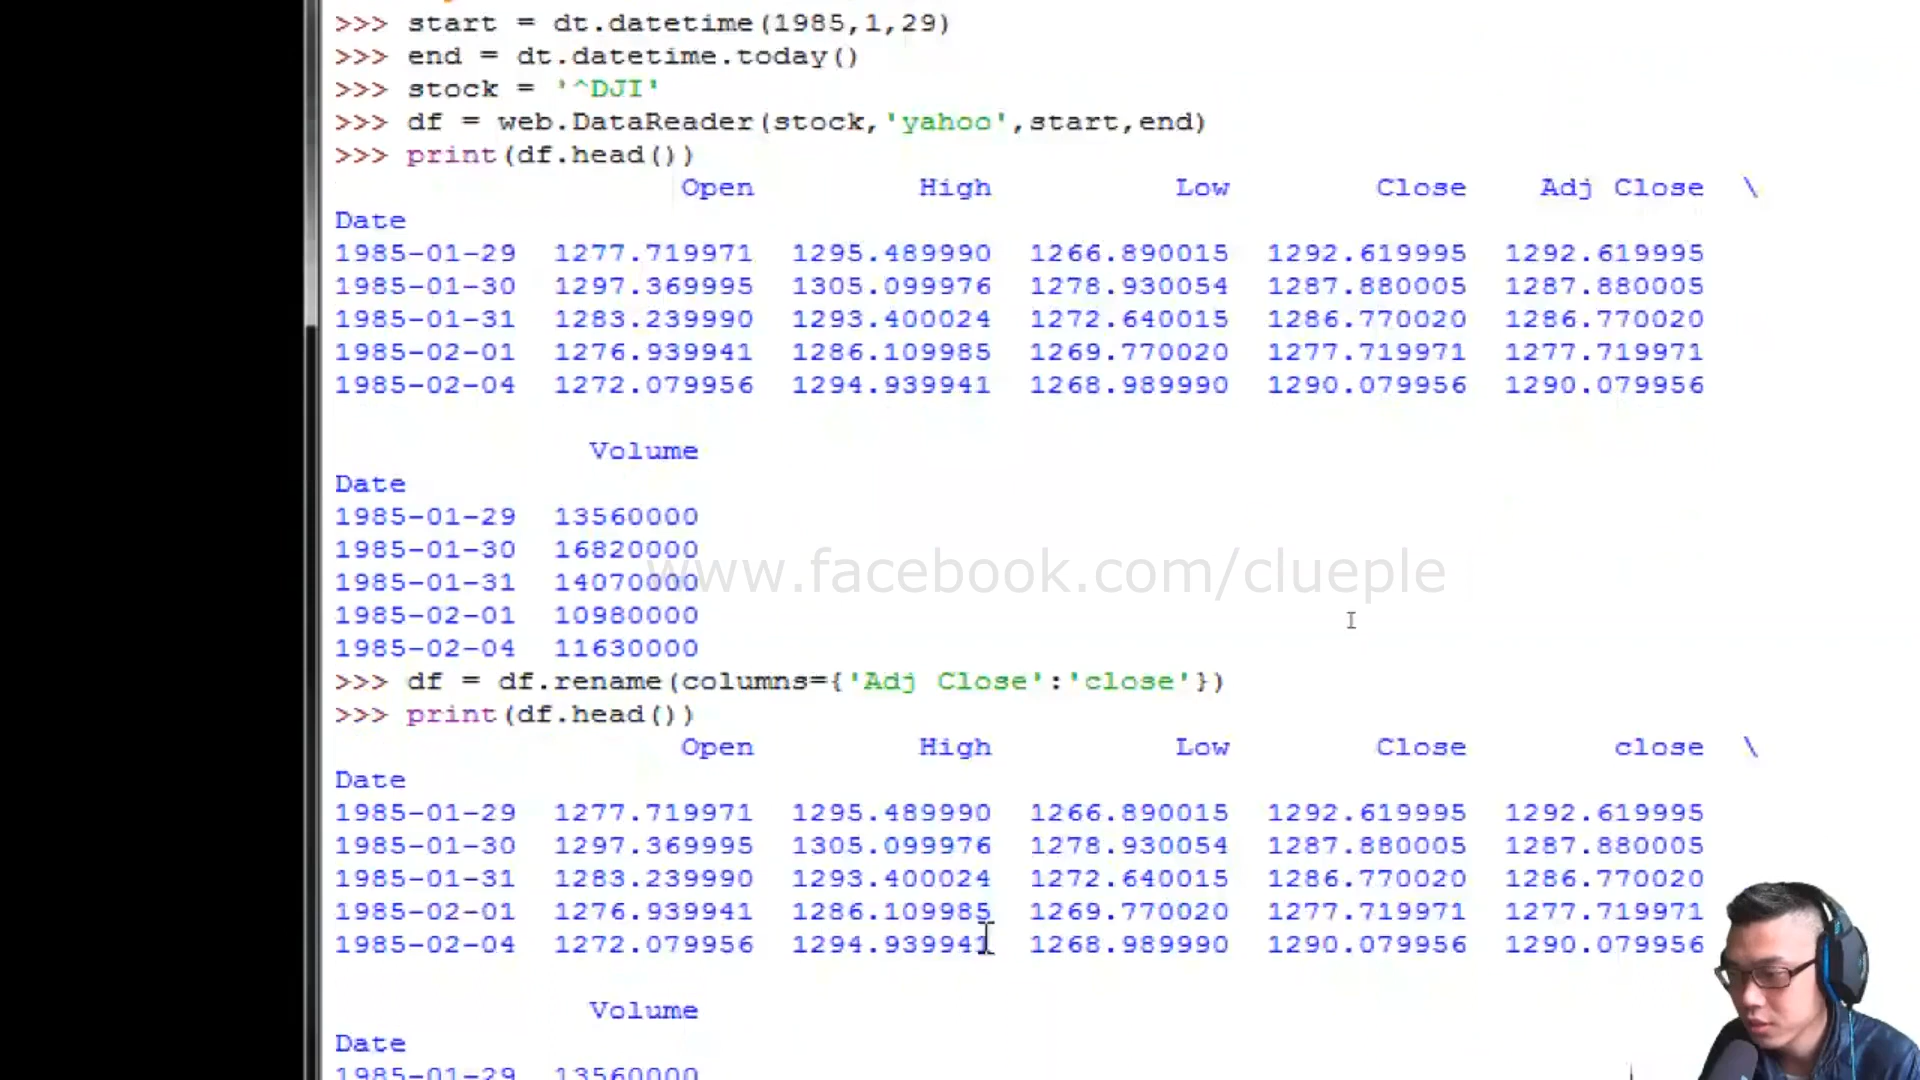 >>> start = dt.datetime(1985,1,29)
>>> end = dt.datetime.today()
>>> stock = '^DJI'
>>> df = web.DataReader(stock,'yahoo',start,end)
>>> print(df.head())
Open High Low Close Adj Close \
Date
1985-01-29 1277.719971 1295.489990 1266.890015 1292.619995 1292.619995
1985-01-30 1297.369995 1305.099976 1278.930054 1287.880005 1287.880005
1985-01-31 1283.239990 1293.400024 1272.640015 1286.770020 1286.770020
1985-02-01 1276.939941 1286.109985 1269.770020 1277.719971 1277.719971
1985-02-04 1272.079956 1294.939941 1268.989990 1290.079956 1290.079956
Volume
Date
1985-01-29 13560000
1985-01-30 16820000
www.facebook.com/clueple
1985-01-31 14070000
1985-02-01 10980000
1985-02-04 11630000
>>> df = df.rename(columns={'Adj Close':'close'})
>>> print(df.head())
Open High Low Close close \
Date
1985-01-29 1277.719971 1295.489990 1266.890015 1292.619995 1292.619995
1985-01-30 1297.369995 1305.099976 1278.930054 1287.880005 1287.880005
1985-01-31 1283.239990 1293.400024 1272.640015 1286.770020 1286.770020
1985-02-01 1276.939941 1286.109985 1269.770020 1277.719971 1277.719971
1985-02-04 1272.079956 1294.939941 1268.989990 1290.079956 1290.079956
Volume
Date
1985-01-29 13560000